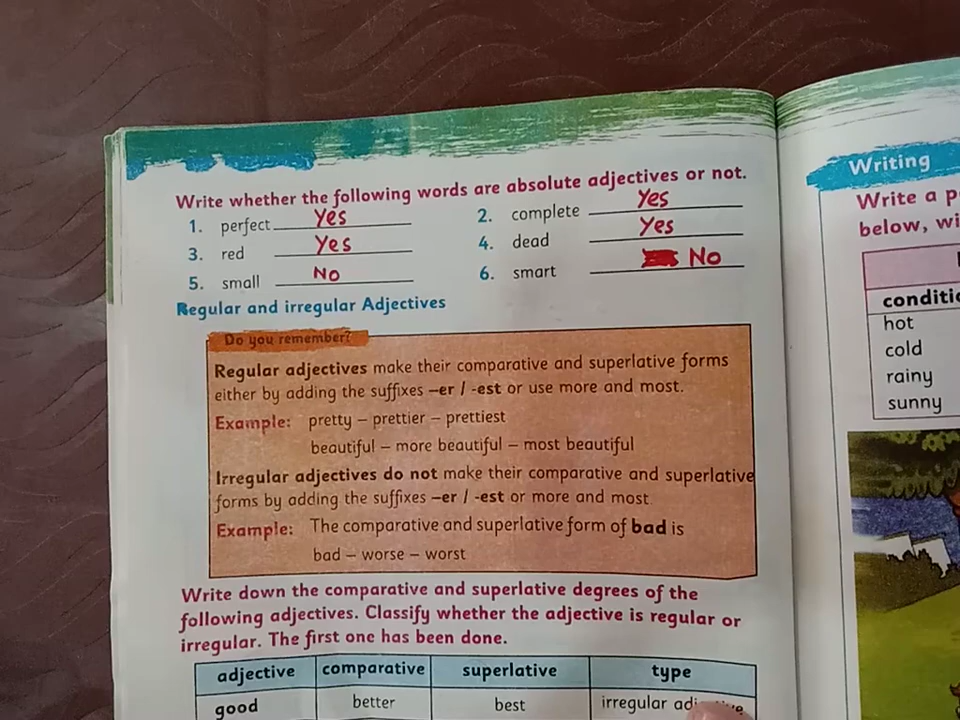 Write whether the following words are absolute adjectives or not.
1. perfect Yes 2. complete Yes
3. red Yes 4. dead Yes
5. small No 6. smart No
Regular and irregular Adjectives
Do you remember?
Regular adjectives make their comparative and superlative forms
either by adding the suffixes –er / -est or use more and most.
Example: pretty – prettier – prettiest
beautiful – more beautiful – most beautiful
Irregular adjectives do not make their comparative and superlative
forms by adding the suffixes –er / -est or more and most.
Example: The comparative and superlative form of bad is
bad – worse – worst
Write down the comparative and superlative degrees of the
following adjectives. Classify whether the adjective is regular or
irregular. The first one has been done.
adjective comparative superlative type
good better best irregular
Writing
Write a
below,
hot
cold
rainy
sunny